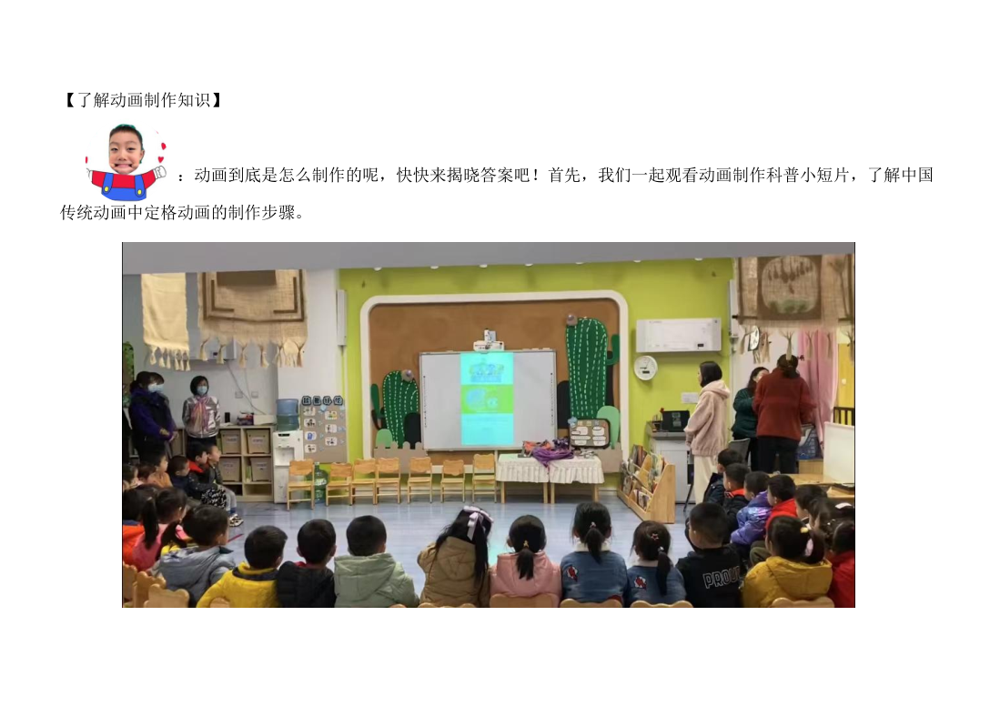 【了解动画制作知识】
：动画到底是怎么制作的呢，快快来揭晓答案吧！首先，我们一起观看动画制作科普小短片，了解中国
传统动画中定格动画的制作步骤。